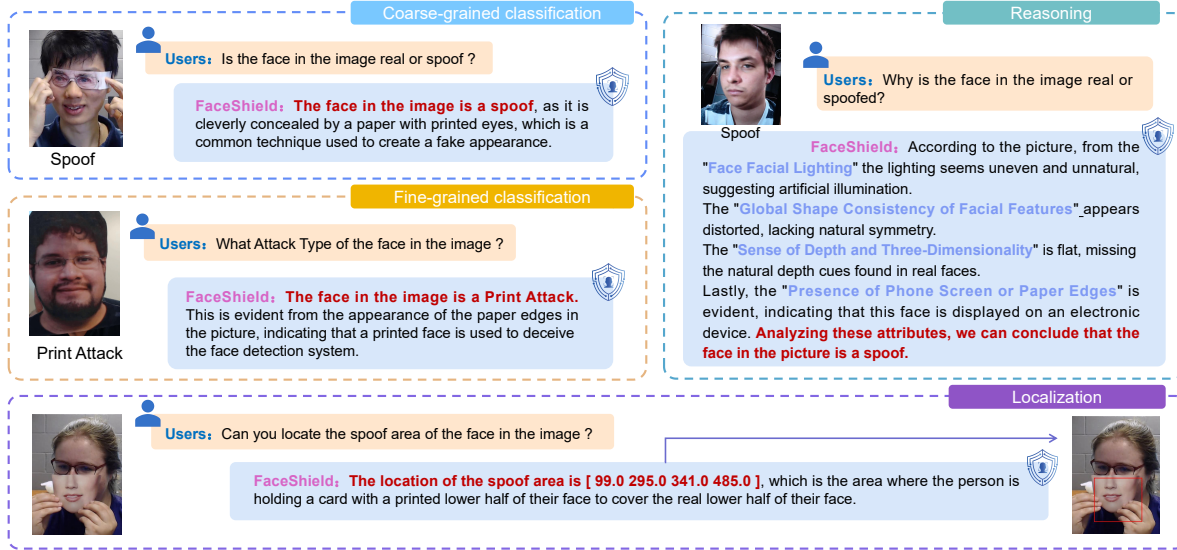 Coarse-grained classification
Users: Is the face in the image real or spoof ?
FaceShield: The face in the image is a spoof, as it is
cleverly concealed by a paper with printed eyes, which is a
common technique used to create a fake appearance.
Spoof
Fine-grained classification
Users: What Attack Type of the face in the image ?
FaceShield: The face in the image is a Print Attack.
This is evident from the appearance of the paper edges in
the picture, indicating that a printed face is used to deceive
the face detection system.
Print Attack
Reasoning
Users: Why is the face in the image real or
spoofed?
Spoof
FaceShield: According to the picture, from the
"Face Facial Lighting" the lighting seems uneven and unnatural,
suggesting artificial illumination.
The "Global Shape Consistency of Facial Features" appears
distorted, lacking natural symmetry.
The "Sense of Depth and Three-Dimensionality" is flat, missing
the natural depth cues found in real faces.
Lastly, the "Presence of Phone Screen or Paper Edges" is
evident, indicating that this face is displayed on an electronic
device. Analyzing these attributes, we can conclude that the
face in the picture is a spoof.
Localization
Users: Can you locate the spoof area of the face in the image ?
FaceShield: The location of the spoof area is [ 99.0 295.0 341.0 485.0 ], which is the area where the person is
holding a card with a printed lower half of their face to cover the real lower half of their face.